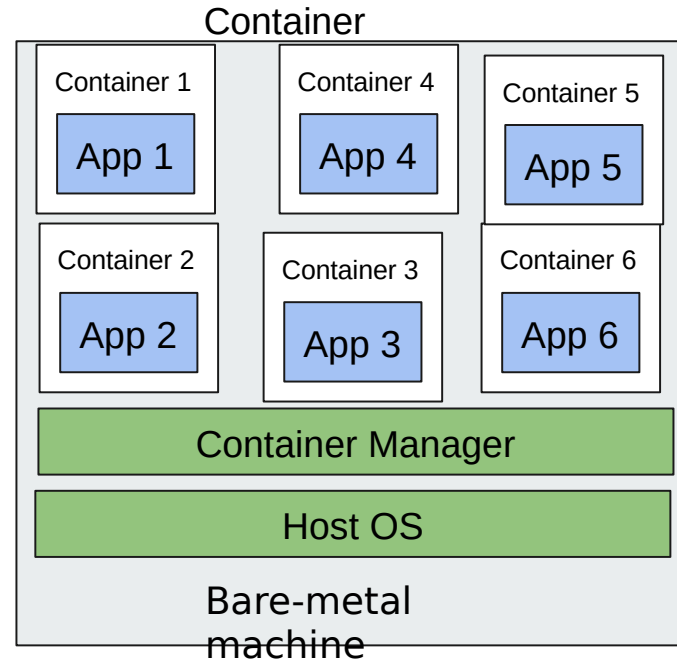 Container
Container 1
App 1
Container 4
App 4
Container 5
App 5
Container 2
App 2
Container 3
App 3
Container 6
App 6
Container Manager
Host OS
Bare-metal
machine